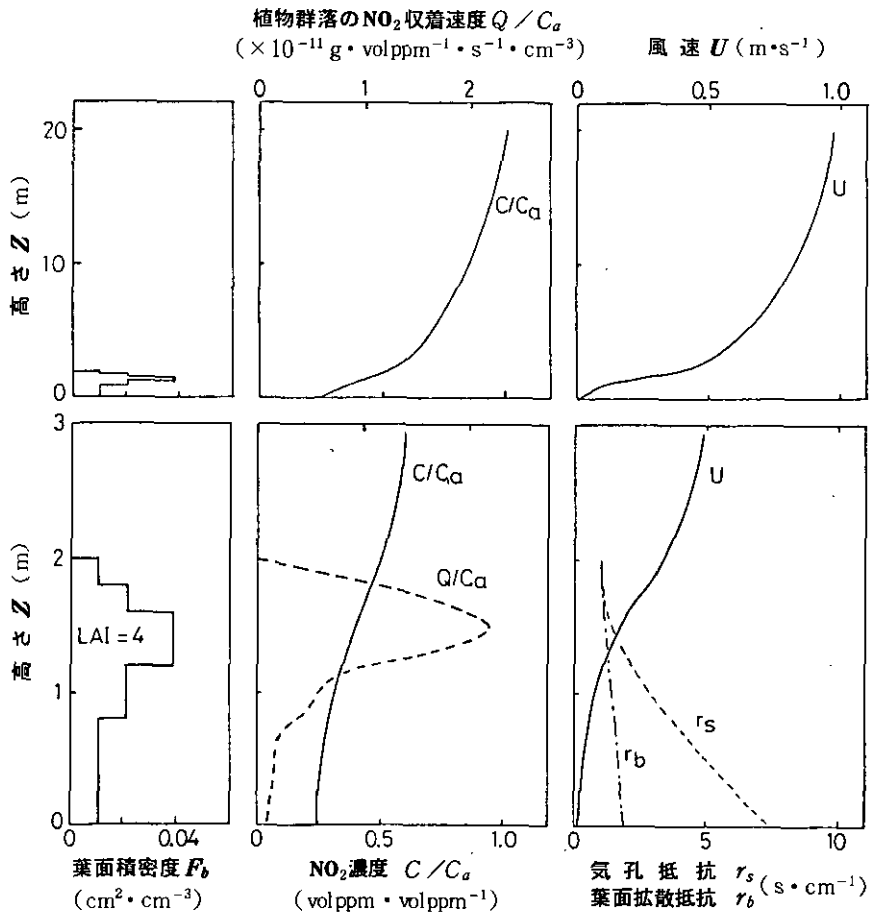 植物群落のNO₂収着速度 Q／Cₐ
(×10⁻¹¹ g・volppm⁻¹・s⁻¹・cm⁻³)
風速 U (m・s⁻¹)
0 1 2
0 0.5 1.0
高さ Z (m)
20
10
0
C/Ca
U
高さ Z (m)
3
2
1
0
LAI = 4
C/Ca
Q/Ca
U
rs
rb
0 0.04
0 0.5 1.0
0 5 10
葉面積密度 F_b
(cm²・cm⁻³)
NO₂濃度 C／Cₐ
(volppm・volppm⁻¹)
気孔抵抗 r_s
葉面拡散抵抗 r_b
(s・cm⁻¹)